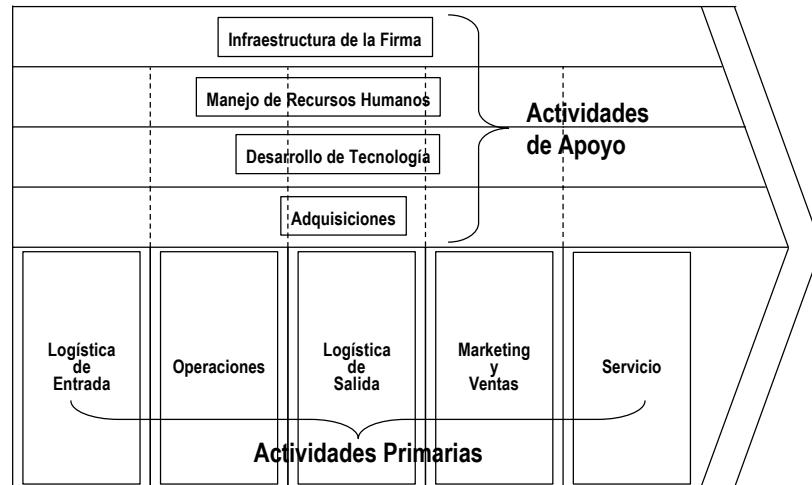 Infraestructura de la Firma
Manejo de Recursos Humanos
Desarrollo de Tecnología
Adquisiciones
Actividades
de Apoyo
Logística
de
Entrada
Operaciones
Logística
de
Salida
Marketing
y
Ventas
Servicio
Actividades Primarias